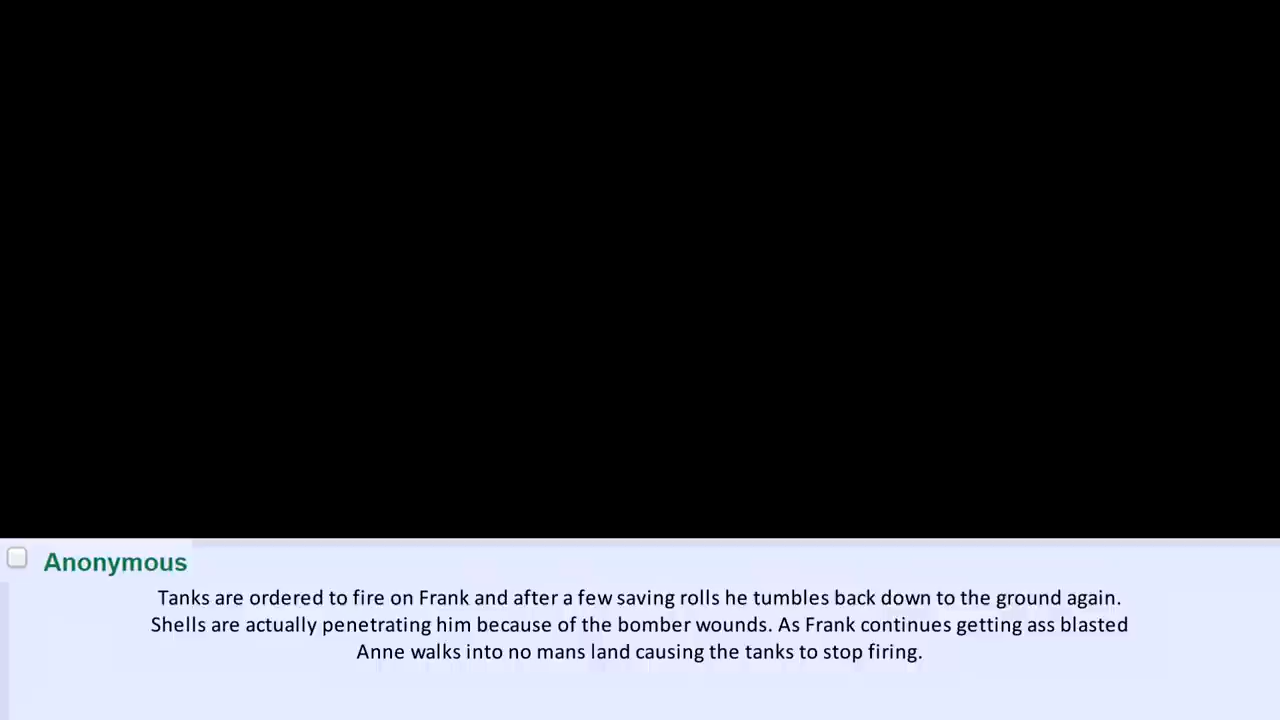 Anonymous
Tanks are ordered to fire on Frank and after a few saving rolls he tumbles back down to the ground again.
Shells are actually penetrating him because of the bomber wounds. As Frank continues getting ass blasted
Anne walks into no mans land causing the tanks to stop firing.